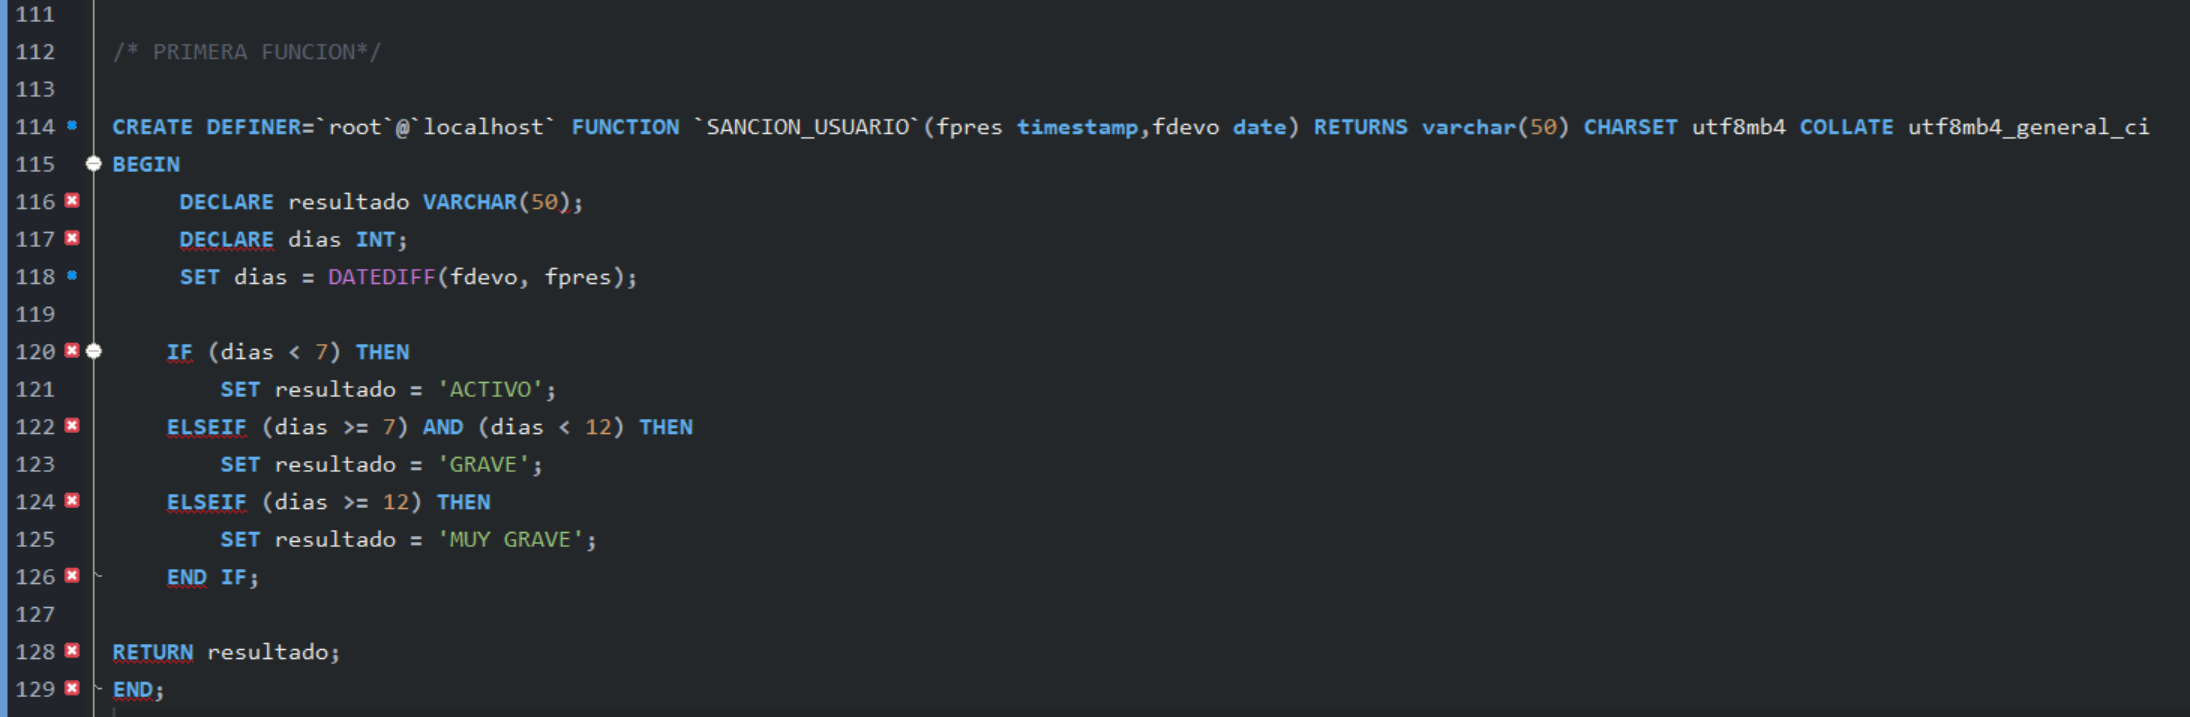 111
112 /* PRIMERA FUNCION*/
113
114 CREATE DEFINER=`root`@`localhost` FUNCTION `SANCION_USUARIO`(fpres timestamp,fdevo date) RETURNS varchar(50) CHARSET utf8mb4 COLLATE utf8mb4_general_ci
115 BEGIN
116 DECLARE resultado VARCHAR(50);
117 DECLARE dias INT;
118 SET dias = DATEDIFF(fdevo, fpres);
119
120 IF (dias < 7) THEN
121 SET resultado = 'ACTIVO';
122 ELSEIF (dias >= 7) AND (dias < 12) THEN
123 SET resultado = 'GRAVE';
124 ELSEIF (dias >= 12) THEN
125 SET resultado = 'MUY GRAVE';
126 END IF;
127
128 RETURN resultado;
129 END;